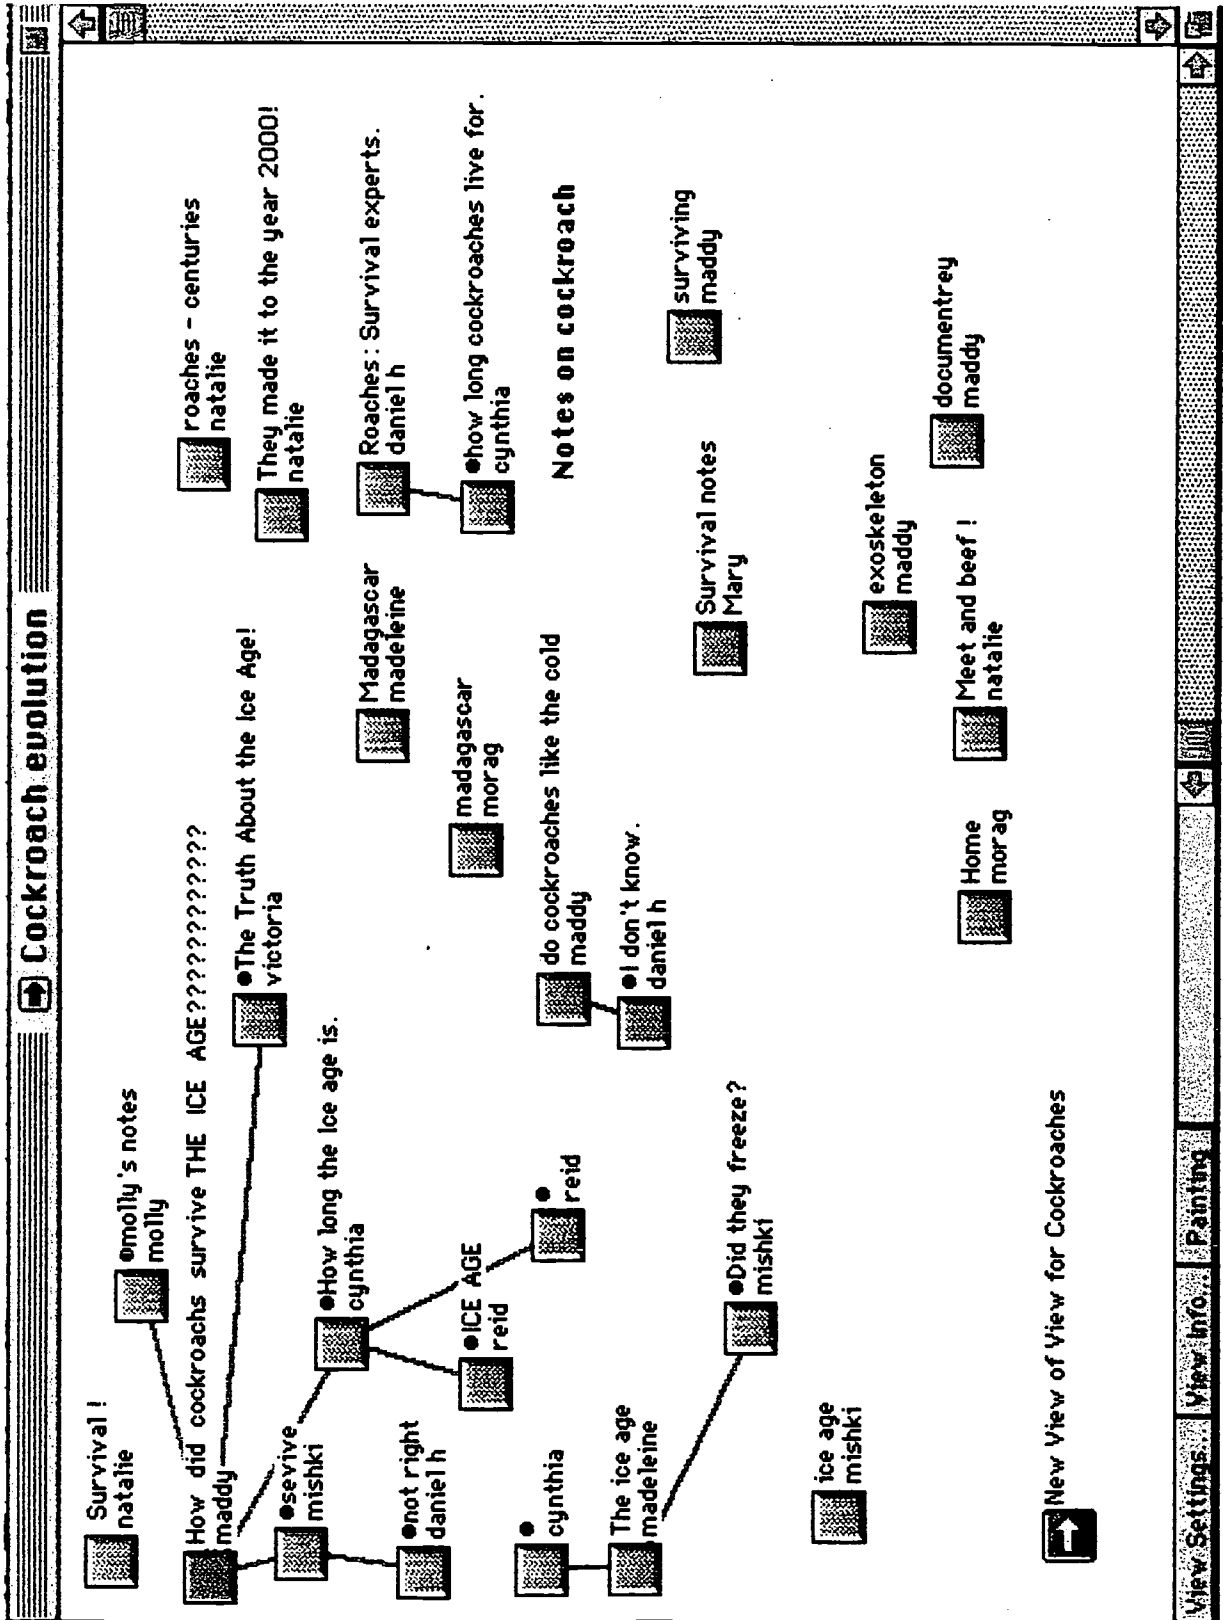 Cockroach evolution
Survival !
natalie
●molly's notes
molly
How did cockroachs survive THE ICE AGE?????????????
maddy
●The Truth About the Ice Age!
victoria
roaches - centuries
natalie
They made it to the year 2000!
natalie
●sevive
mishki
●How long the Ice age is.
cynthia
●not right
daniel h
●ICE AGE
reid
●
reid
Madagascar
madeleine
madagascar
morag
Roaches: Survival experts.
daniel h
●how long cockroaches live for.
cynthia
Notes on cockroach
●
cynthia
The ice age
madeleine
do cockroaches like the cold
maddy
●I don't know.
daniel h
●Did they freeze?
mishki
Survival notes
Mary
surviving
maddy
ice age
mishki
exoskeleton
maddy
Home
morag
Meet and beef !
natalie
documentrey
maddy
New View of View for Cockroaches
View Settings...
View Info...
Painting